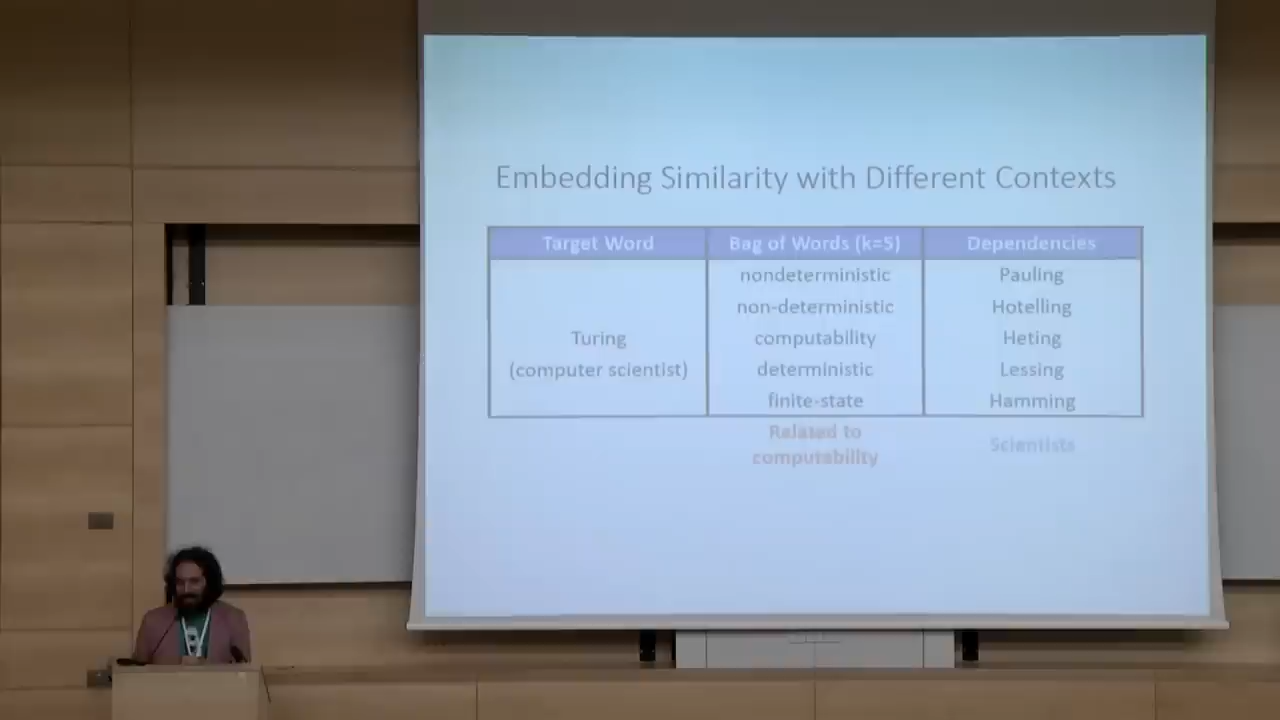 Embedding Similarity with Different Contexts
Target Word
Bag of Words (k=5)
Dependencies
Turing
(computer scientist)
nondeterministic
non-deterministic
computability
deterministic
finite-state
Pauling
Hotelling
Heting
Lessing
Hamming
to
computability
Scientists